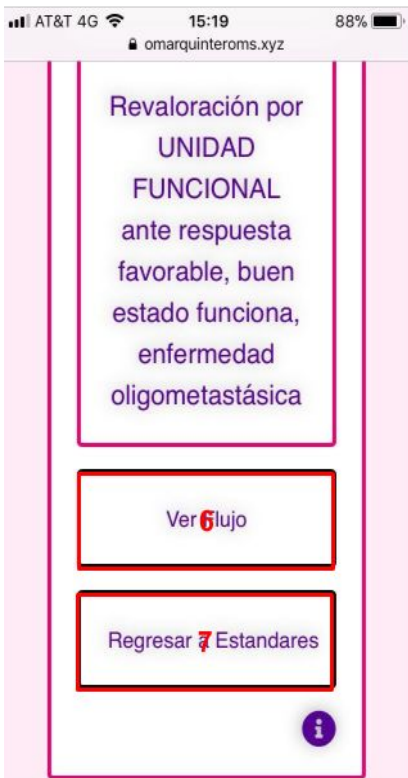 AT&T 4G 15:19 88%
omarquinteroms.xyz
Revaloración por
UNIDAD
FUNCIONAL
ante respuesta
favorable, buen
estado funciona,
enfermedad
oligometastásica
Ver flujo
6
Regresar a Estandares
7
i